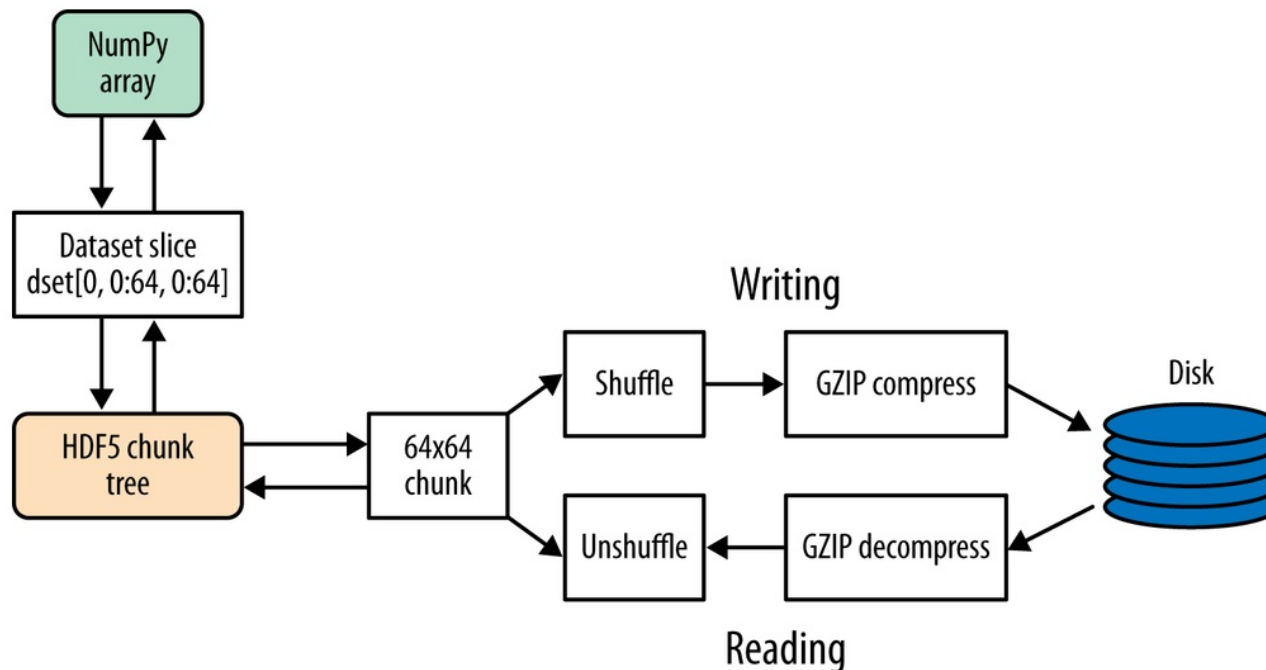 NumPy
array
Dataset slice
dset[0, 0:64, 0:64]
HDF5 chunk
tree
64x64
chunk
Writing
Shuffle
GZIP compress
Disk
Unshuffle
GZIP decompress
Reading